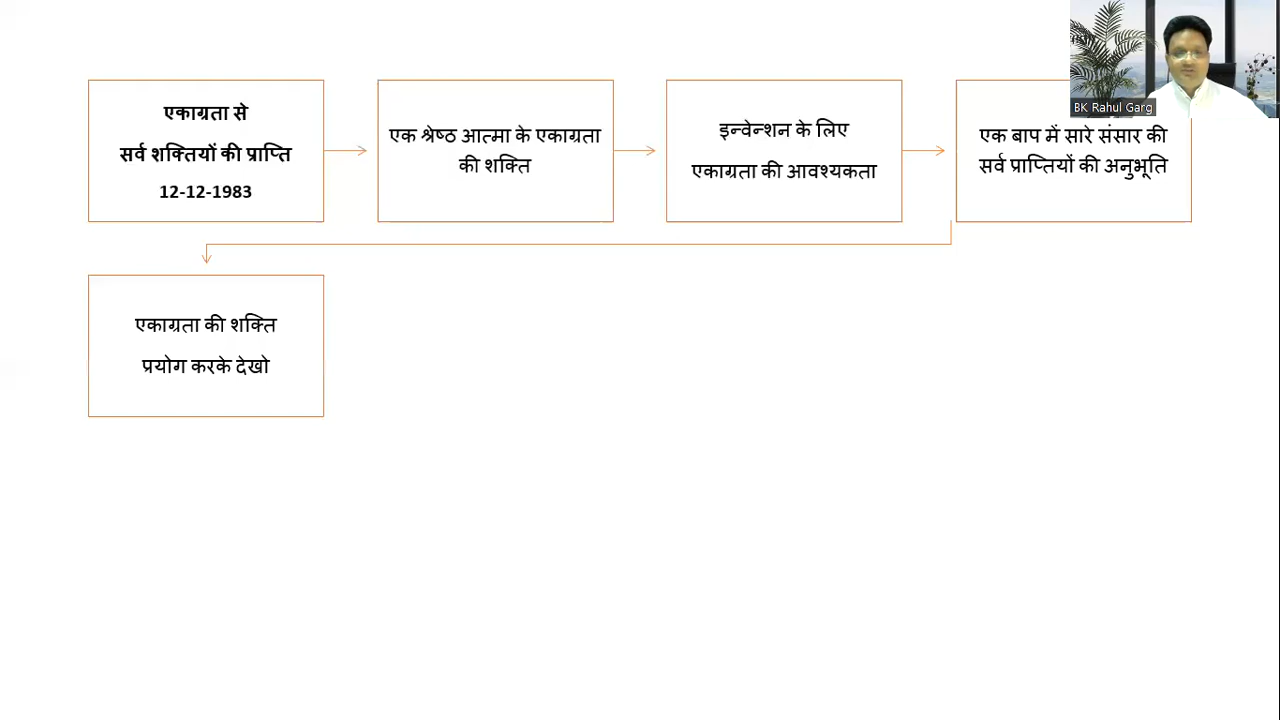 एकाग्रता से
सर्व शक्तियों की प्राप्ति
12-12-1983
एक श्रेष्ठ आत्मा के एकाग्रता
की शक्ति
इन्वेन्शन के लिए
एकाग्रता की आवश्यकता
एक बाप में सारे संसार की
सर्व प्राप्तियों की अनुभूति
BK Rahul Garg
एकाग्रता की शक्ति
प्रयोग करके देखो